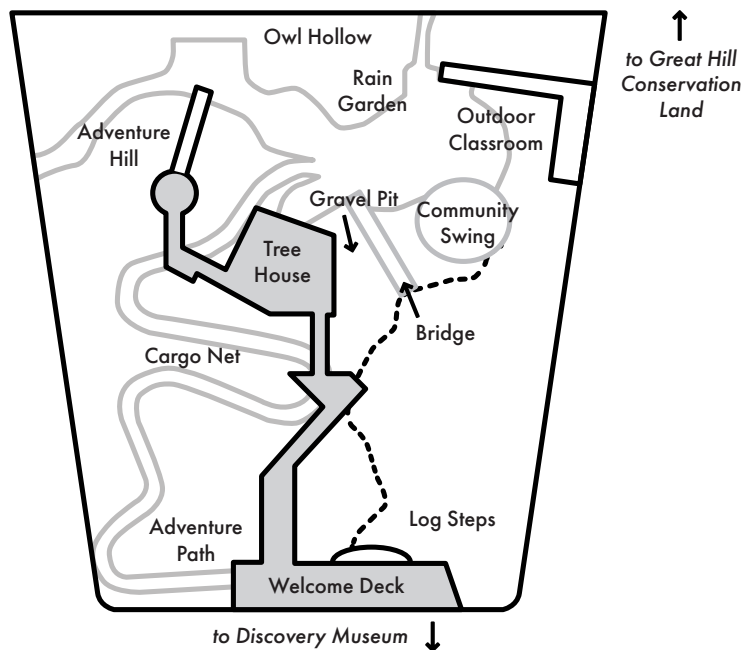 Owl Hollow
to Great Hill
Conservation
Land
Rain
Garden
Outdoor
Classroom
Adventure
Hill
Gravel Pit
Community
Swing
Tree
House
Bridge
Cargo Net
Log Steps
Adventure
Path
Welcome Deck
to Discovery Museum